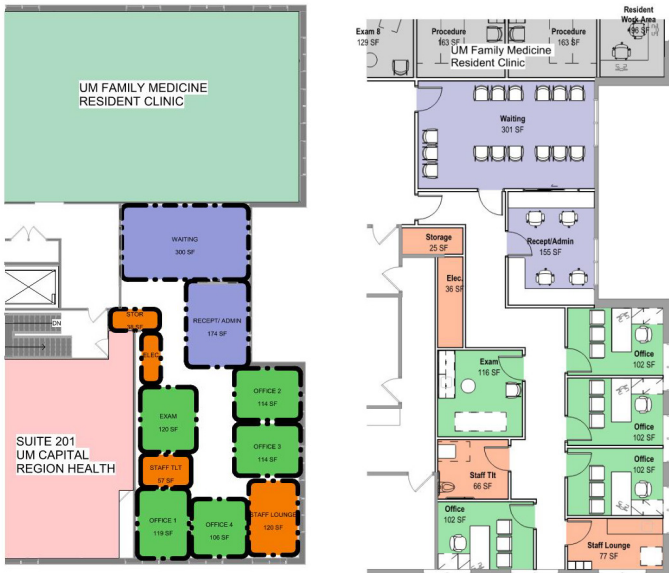 UM FAMILY MEDICINE
RESIDENT CLINIC
WAITING
300 SF
STOR
36 SF
RECEPT/ ADMIN
174 SF
ELEC
DN
EXAM
120 SF
OFFICE 2
114 SF
OFFICE 3
114 SF
SUITE 201
UM CAPITAL
REGION HEALTH
STAFF TLT
57 SF
OFFICE 1
119 SF
OFFICE 4
106 SF
STAFF LOUNGE
120 SF
Exam 8
129 SF
Procedure
163 SF
Procedure
163 SF
Resident
Work Area
196 SF
UM Family Medicine
Resident Clinic
Waiting
301 SF
Storage
25 SF
Recept/Admin
155 SF
Elec.
36 SF
Exam
116 SF
Office
102 SF
Office
102 SF
Office
102 SF
Staff Tlt
66 SF
Office
102 SF
Staff Lounge
77 SF